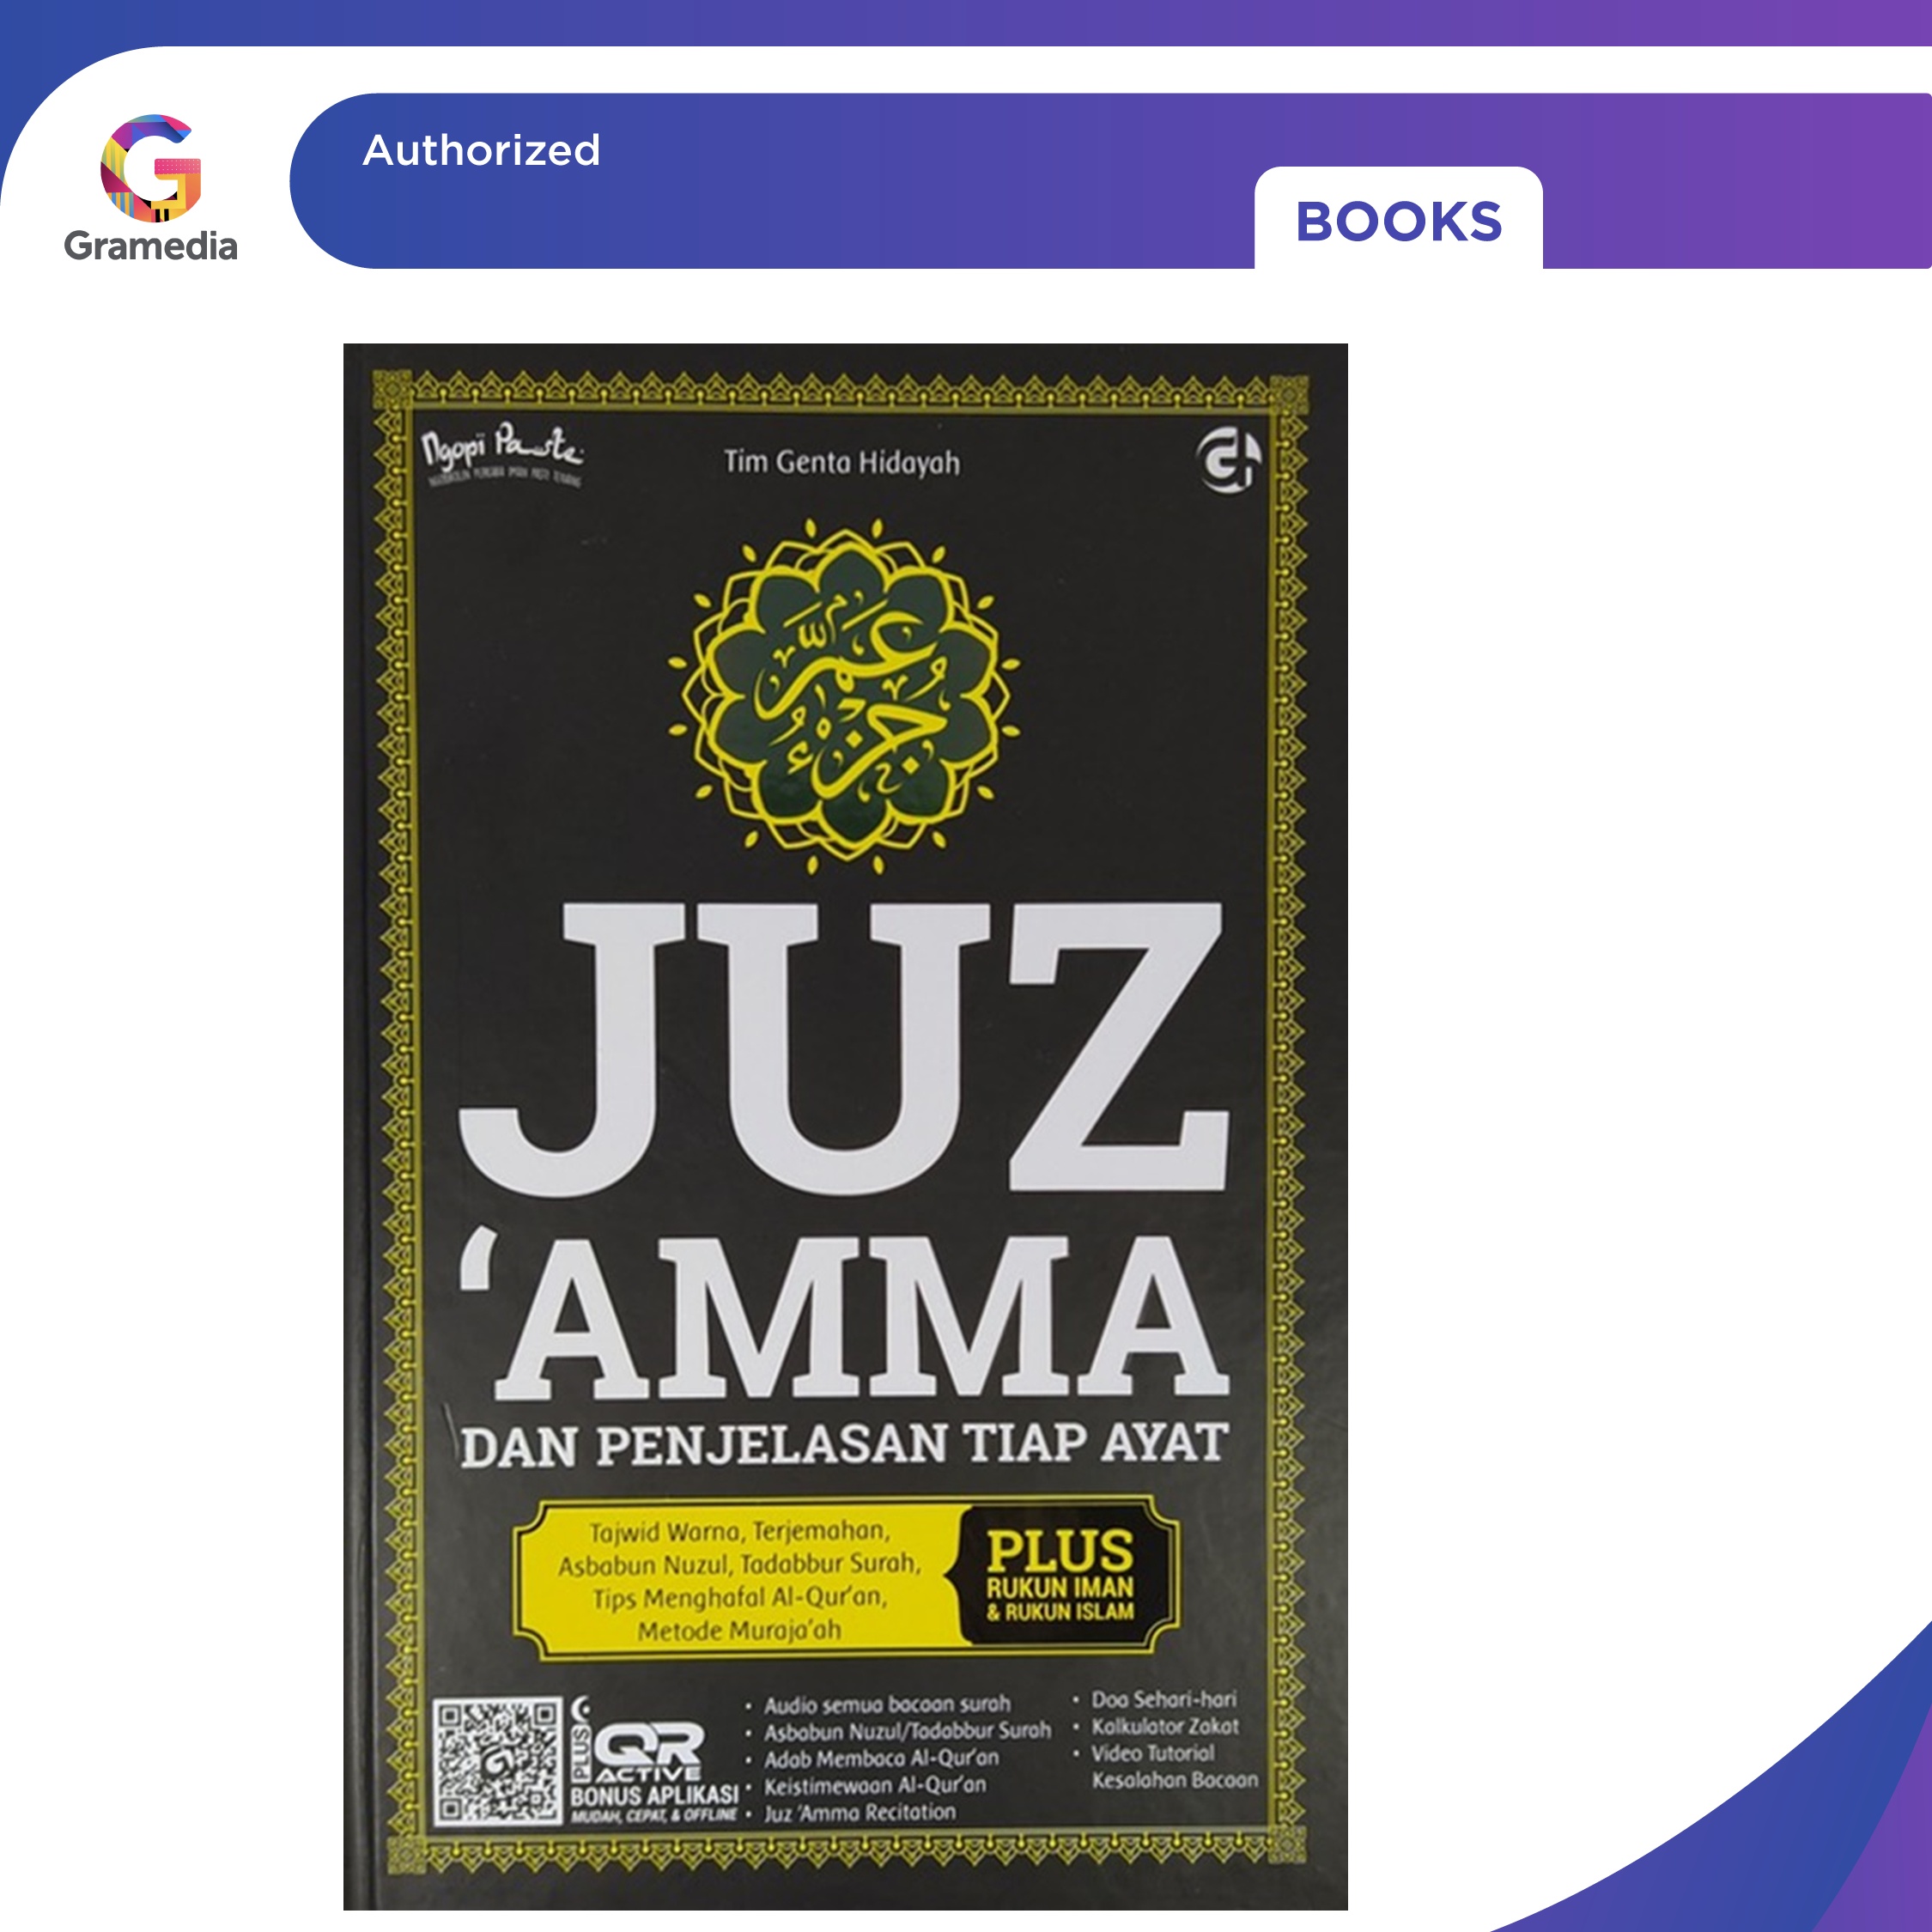 Authorized
Gramedia
BOOKS
Ngopi Paste
Tim Genta Hidayah
جُزْءُ عَمَّ
JUZ
‘AMMA
DAN PENJELASAN TIAP AYAT
Tajwid Warna, Terjemahan,
Asbabun Nuzul, Tadabbur Surah,
Tips Menghafal Al-Qur’an,
Metode Muraja’ah
PLUS
RUKUN IMAN
& RUKUN ISLAM
PLUS
QR
ACTIVE
BONUS APLIKASI
MUDAH, CEPAT, & OFFLINE
• Audio semua bacaan surah
• Asbabun Nuzul/Tadabbur Surah
• Adab Membaca Al-Qur’an
• Keistimewaan Al-Qur’an
• Juz ‘Amma Recitation
• Doa Sehari-hari
• Kalkulator Zakat
• Video Tutorial
Kesalahan Bacaan